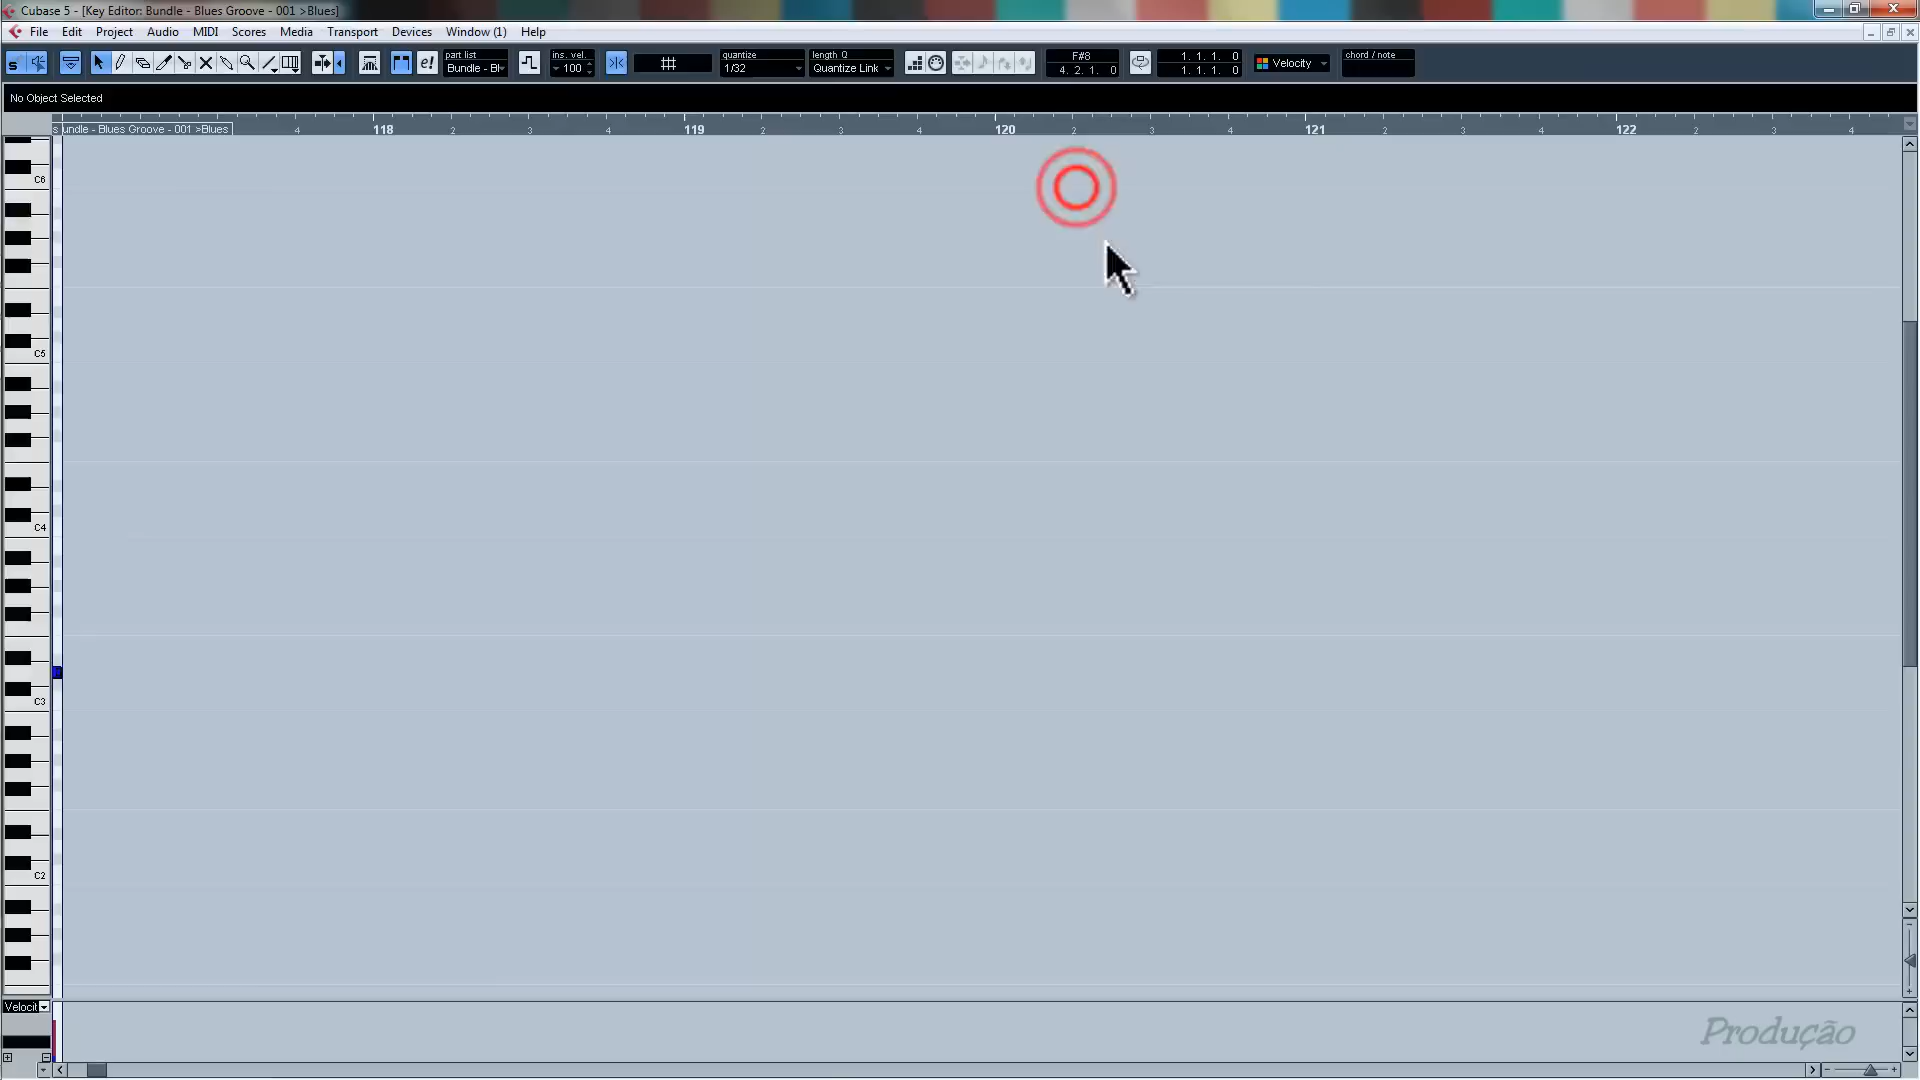 Cubase 5 - [Key Editor: Bundle - Blues Groove - 001 >Blues]
File Edit Project Audio MIDI Scores Media Transport Devices Window (1) Help
part list
Bundle - Bl
ins. vel.
100
quantize
1/32
length Q
Quantize Link
F#8
4. 2. 1. 0
1. 1. 1. 0
1. 1. 1. 0
Velocity
chord / note
No Object Selected
s undle - Blues Groove - 001 >Blues 4 118 2 3 4 119 2 3 4 120 2 3 4 121 2 3 4 122 2 3 4
C6
C5
C4
C3
C2
Velocit
Produção